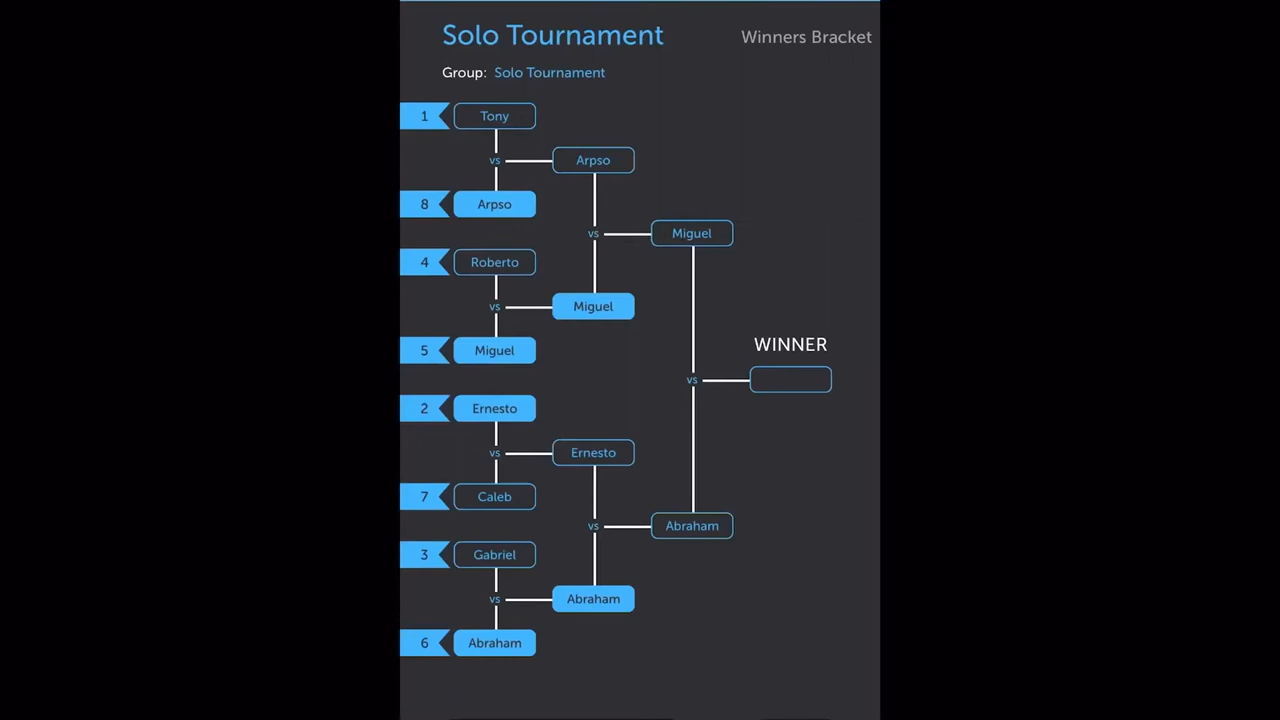 Solo Tournament
Winners Bracket
Group: Solo Tournament
1 Tony
vs Arpso
8 Arpso
vs Miguel
4 Roberto
vs Miguel
5 Miguel
WINNER
vs
2 Ernesto
vs Ernesto
7 Caleb
vs Abraham
3 Gabriel
vs Abraham
6 Abraham